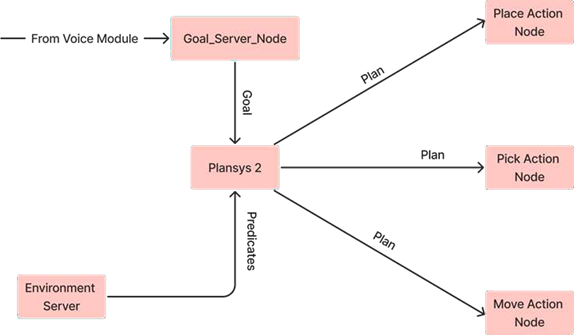 Place Action
Node
From Voice Module
Goal_Server_Node
Plan
Goal
Plansys 2
Plan
Pick Action
Node
Predicates
Plan
Environment
Server
Move Action
Node